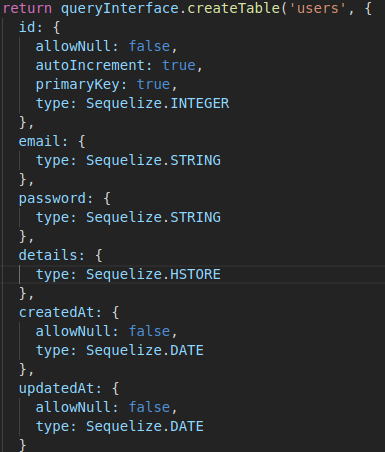 return queryInterface.createTable('users', {
  id: {
    allowNull: false,
    autoIncrement: true,
    primaryKey: true,
    type: Sequelize.INTEGER
  },
  email: {
    type: Sequelize.STRING
  },
  password: {
    type: Sequelize.STRING
  },
  details: {
    type: Sequelize.HSTORE
  },
  createdAt: {
    allowNull: false,
    type: Sequelize.DATE
  },
  updatedAt: {
    allowNull: false,
    type: Sequelize.DATE
  }